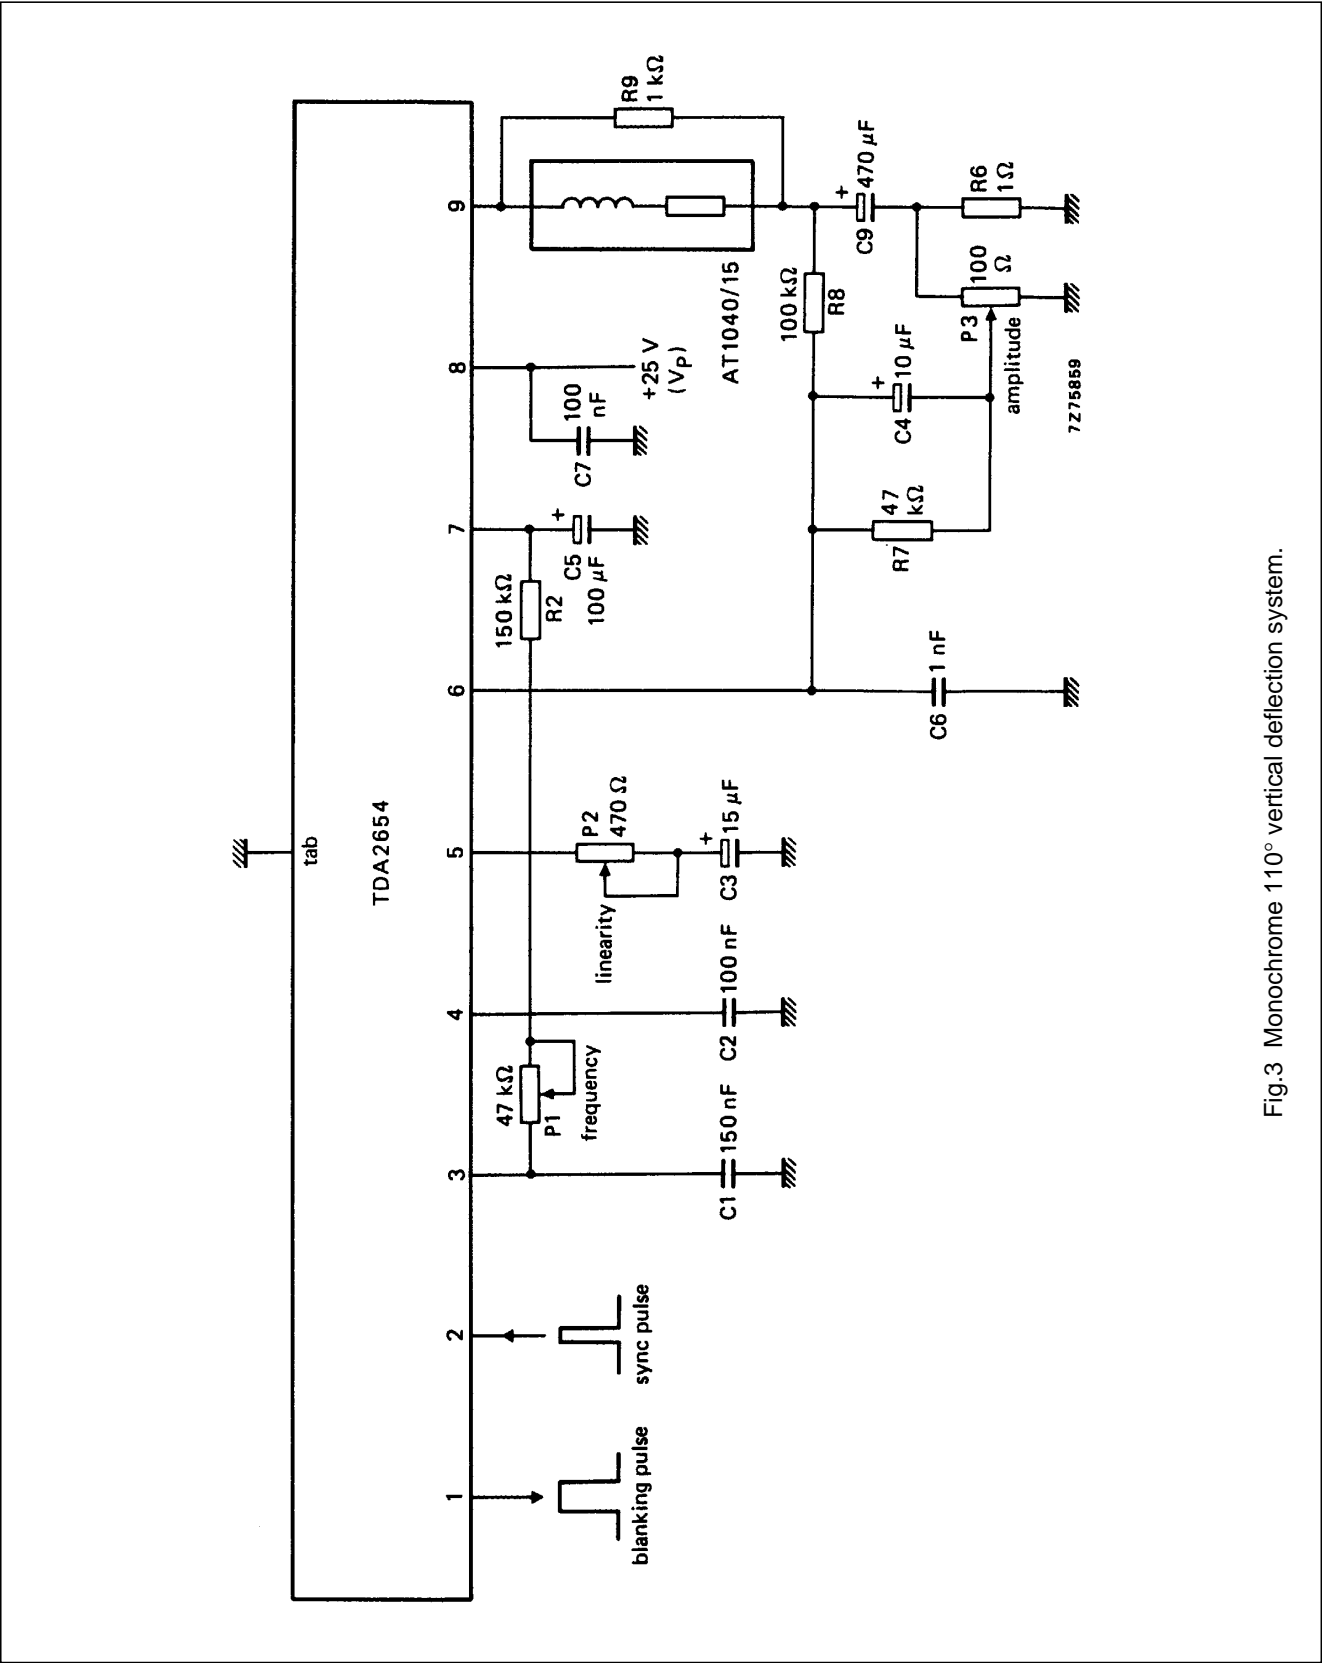 tab
TDA2654
1
2
3
4
5
6
7
8
9
blanking pulse
sync pulse
47 kΩ
P1
frequency
C1
150 nF
C2
100 nF
linearity
P2
470 Ω
C3
+
15 μF
150 kΩ
R2
C5
+
100 μF
C6
1 nF
C7
100
nF
+25 V
(VP)
AT1040/15
R9
1 kΩ
100 kΩ
R8
R7
47
kΩ
C4
+
10 μF
C9
+
470 μF
P3
100
Ω
amplitude
R6
1 Ω
7Z75859
Fig.3 Monochrome 110° vertical deflection system.